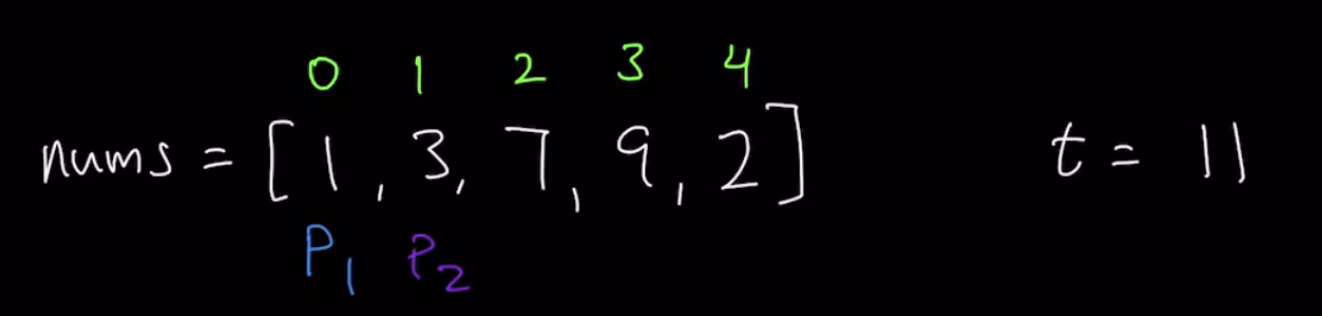 0 1 2 3 4
nums = [1, 3, 7, 9, 2] t = 11
P1 P2